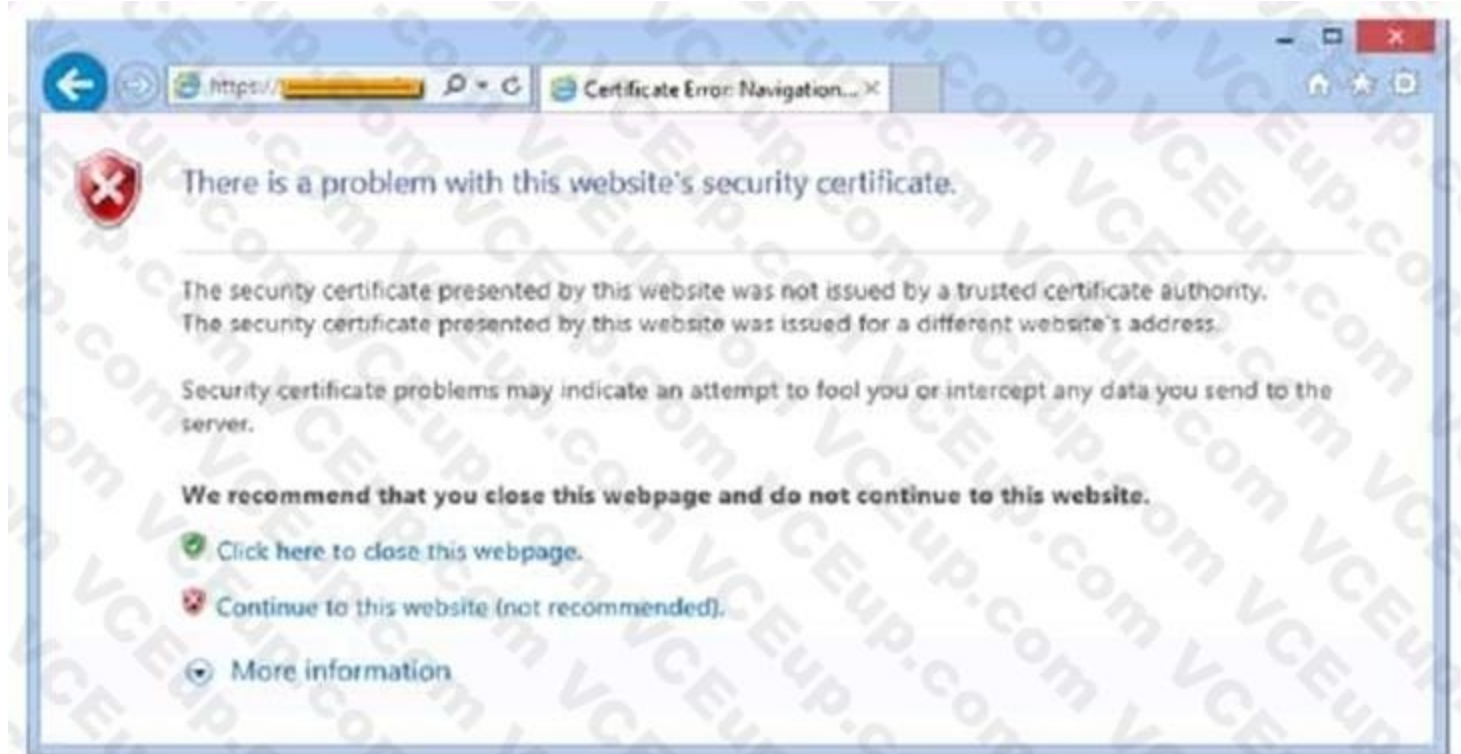 https://
Certificate Error: Navigation...
There is a problem with this website's security certificate.
The security certificate presented by this website was not issued by a trusted certificate authority.
The security certificate presented by this website was issued for a different website's address.
Security certificate problems may indicate an attempt to fool you or intercept any data you send to the
server.
We recommend that you close this webpage and do not continue to this website.
Click here to close this webpage.
Continue to this website (not recommended).
More information
VCEup.com